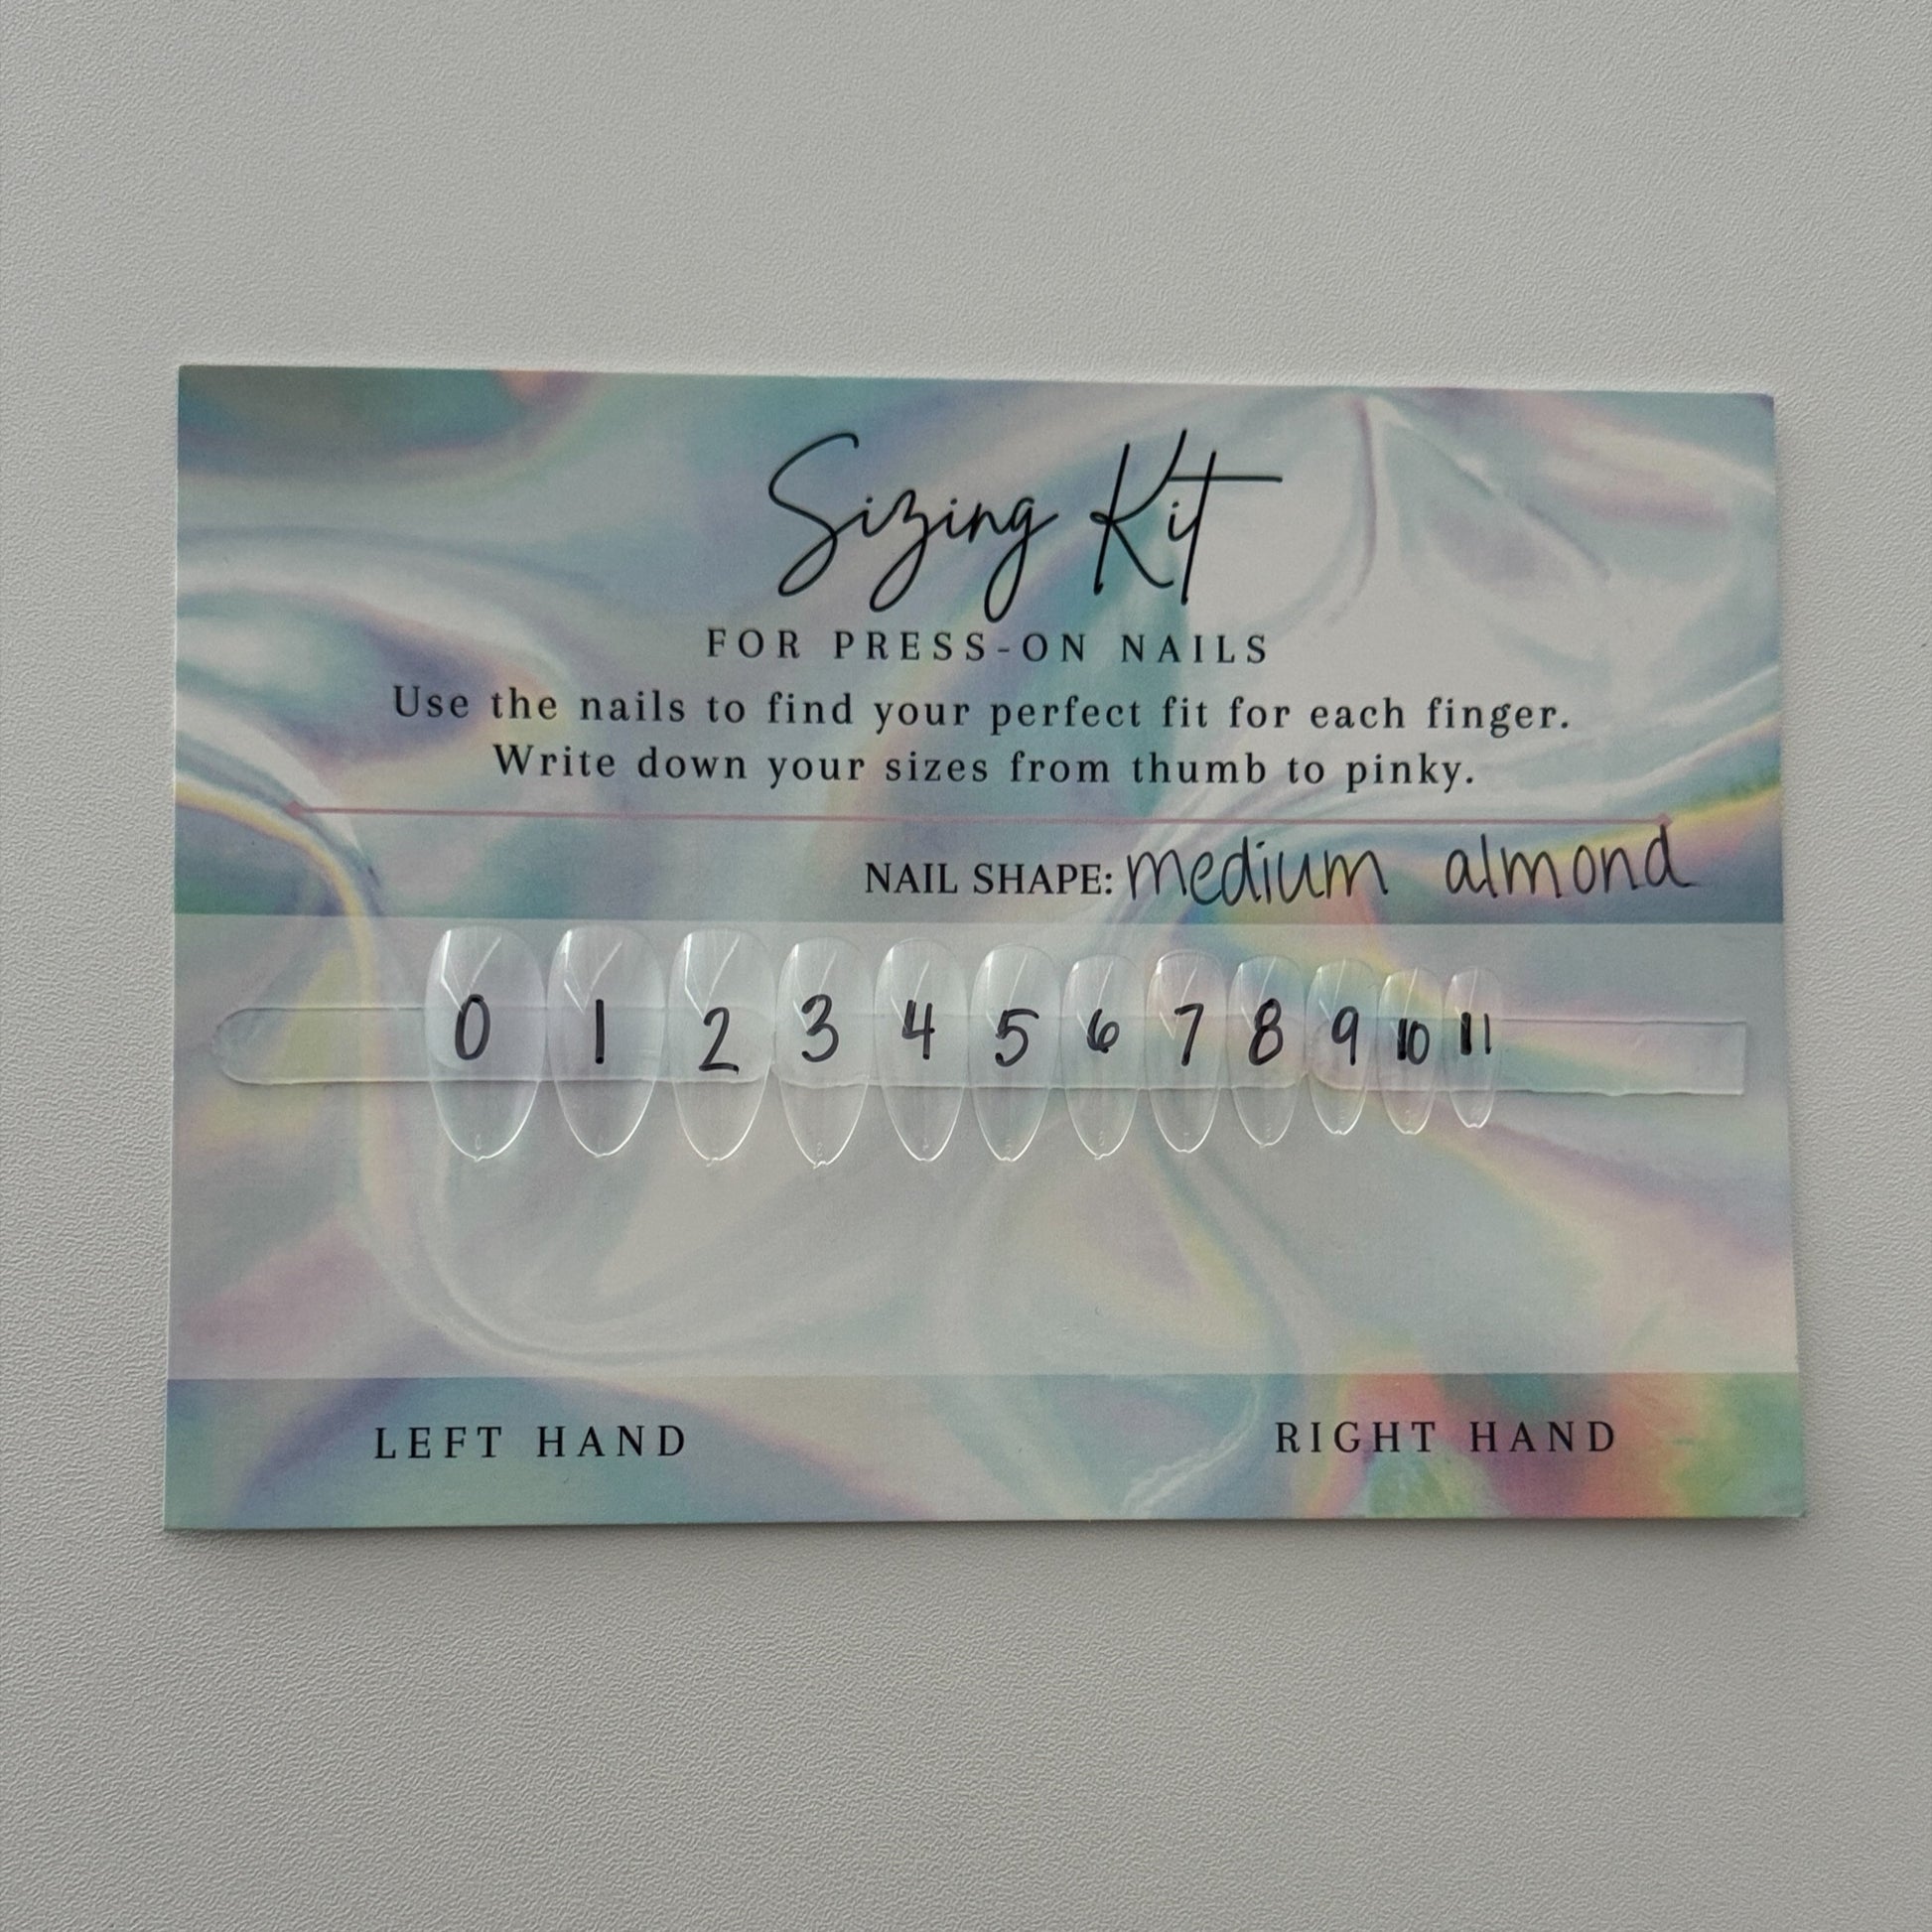 Sizing Kit
FOR PRESS-ON NAILS
Use the nails to find your perfect fit for each finger.
Write down your sizes from thumb to pinky.
NAIL SHAPE: medium almond
0 1 2 3 4 5 6 7 8 9 10 11
LEFT HAND RIGHT HAND